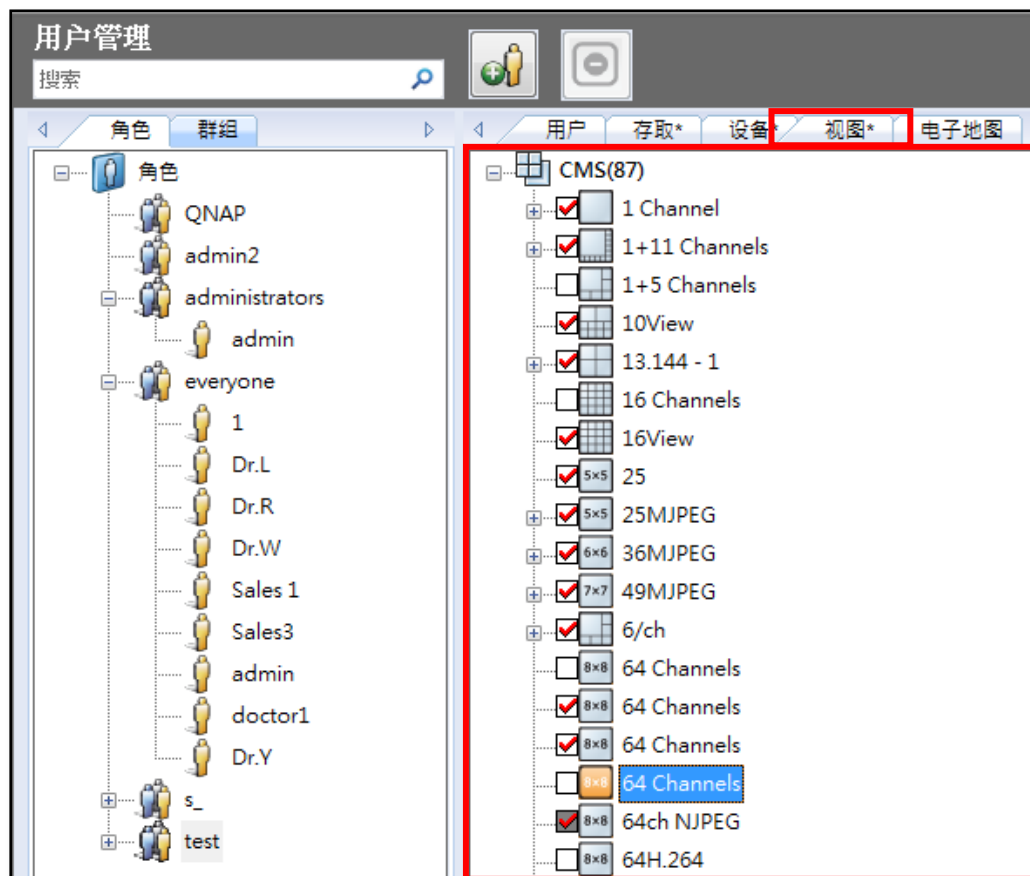 用户管理
搜索
角色 群组
角色
QNAP
admin2
administrators
admin
everyone
1
Dr.L
Dr.R
Dr.W
Sales 1
Sales3
admin
doctor1
Dr.Y
s_
test
用户 存取* 设备* 视图* 电子地图
CMS(87)
1 Channel
1+11 Channels
1+5 Channels
10View
13.144 - 1
16 Channels
16View
5×5 25
5×5 25MJPEG
6×6 36MJPEG
7×7 49MJPEG
6/ch
8×8 64 Channels
8×8 64 Channels
8×8 64 Channels
8×8 64 Channels
8×8 64ch NJPEG
8×8 64H.264